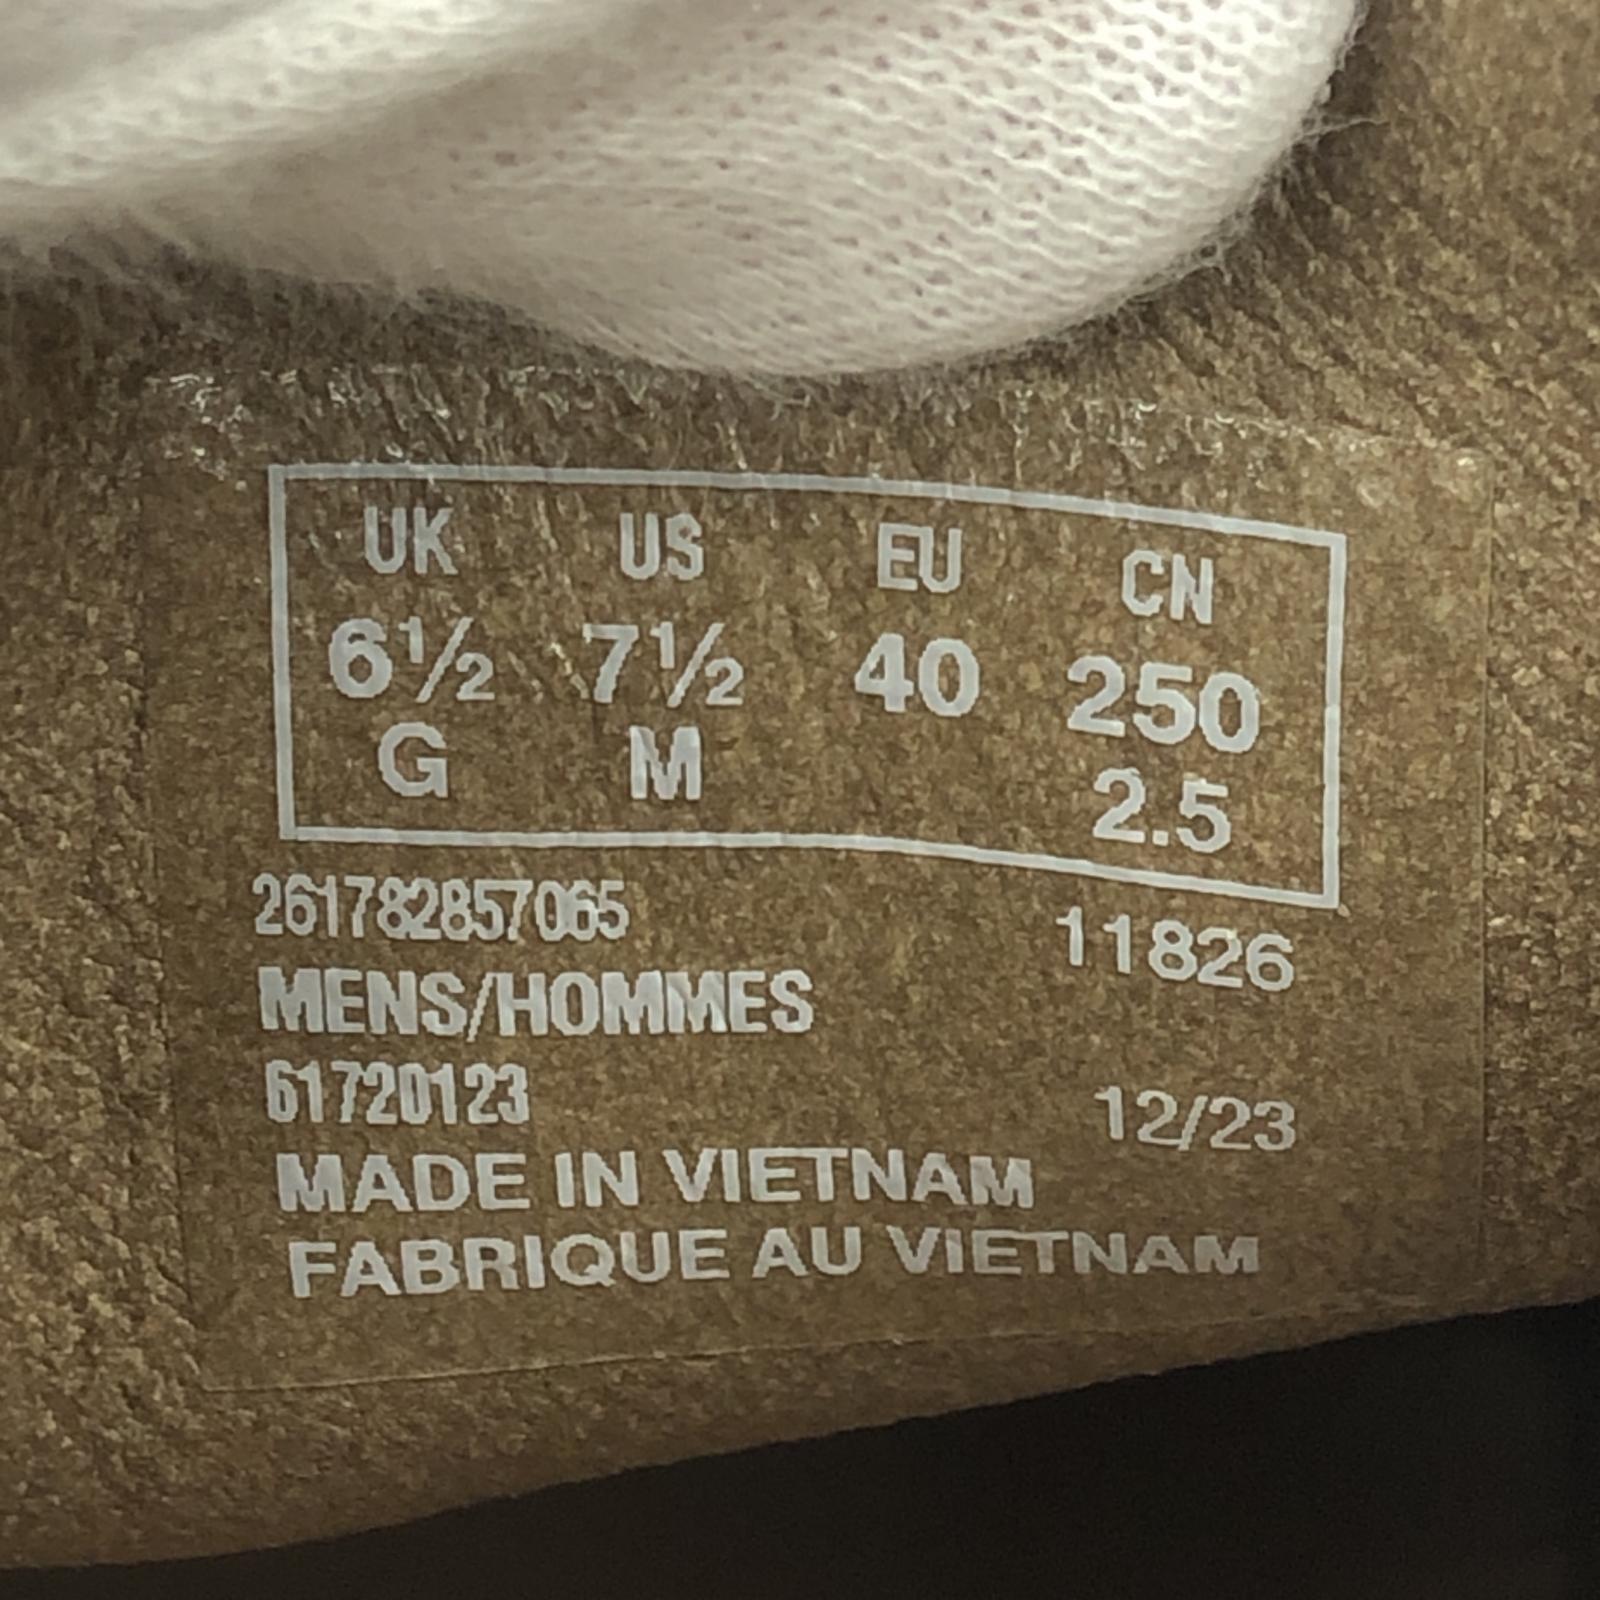 UK US EU CN
6½ 7½ 40 250
G M 2.5
261782857065 11826
MENS/HOMMES
61720123 12/23
MADE IN VIETNAM
FABRIQUE AU VIETNAM